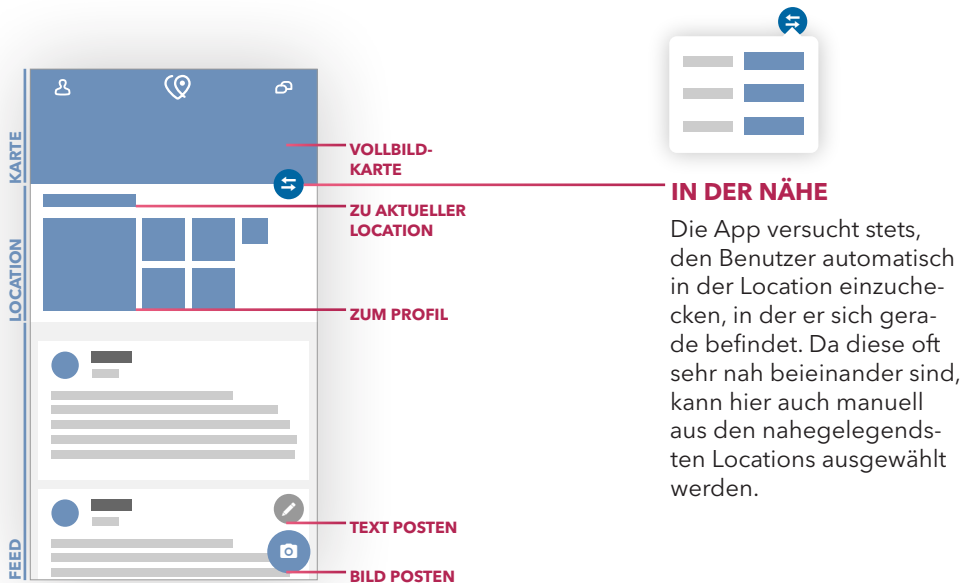 KARTE
LOCATION
FEED
VOLLBILD-
KARTE
ZU AKTUELLER
LOCATION
ZUM PROFIL
TEXT POSTEN
BILD POSTEN
IN DER NÄHE
Die App versucht stets,
den Benutzer automatisch
in der Location einzuche-
cken, in der er sich gera-
de befindet. Da diese oft
sehr nah beieinander sind,
kann hier auch manuell
aus den nahegelegends-
ten Locations ausgewählt
werden.